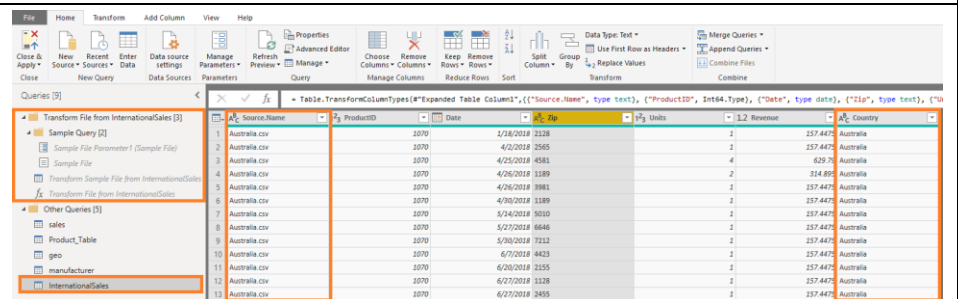 File Home Transform Add Column View Help
Close & Apply New Source Recent Sources Enter Data Data source settings Manage Parameters Refresh Preview Properties Advanced Editor Manage Choose Columns Remove Columns Keep Rows Remove Rows Split Column Group By Data Type: Text Use First Row as Headers Replace Values Merge Queries Append Queries Combine Files
Close New Query Data Sources Parameters Query Manage Columns Reduce Rows Sort Transform Combine
Queries [9] fx = Table.TransformColumnTypes(#"Expanded Table Column1",{{"Source.Name", type text}, {"ProductID", Int64.Type}, {"Date", type date}, {"Zip", type text}, {"U
Transform File from InternationalSales [3]
Sample Query [2]
Sample File Parameter1 (Sample File)
Sample File
Transform Sample File from InternationalSales
fx Transform File from InternationalSales
Other Queries [5]
sales
Product_Table
geo
manufacturer
InternationalSales
Source.Name ProductID Date Zip Units 1.2 Revenue Country
1 Australia.csv 1070 1/18/2018 2128 1 157.4475 Australia
2 Australia.csv 1070 4/2/2018 2565 1 157.4475 Australia
3 Australia.csv 1070 4/25/2018 4581 4 629.79 Australia
4 Australia.csv 1070 4/26/2018 1189 2 314.895 Australia
5 Australia.csv 1070 4/26/2018 3981 1 157.4475 Australia
6 Australia.csv 1070 4/30/2018 1189 1 157.4475 Australia
7 Australia.csv 1070 5/14/2018 5010 1 157.4475 Australia
8 Australia.csv 1070 5/27/2018 6646 1 157.4475 Australia
9 Australia.csv 1070 5/30/2018 7212 1 157.4475 Australia
10 Australia.csv 1070 6/7/2018 4423 1 157.4475 Australia
11 Australia.csv 1070 6/20/2018 2155 1 157.4475 Australia
12 Australia.csv 1070 6/27/2018 1128 1 157.4475 Australia
13 Australia.csv 1070 6/27/2018 2455 1 157.4475 Australia